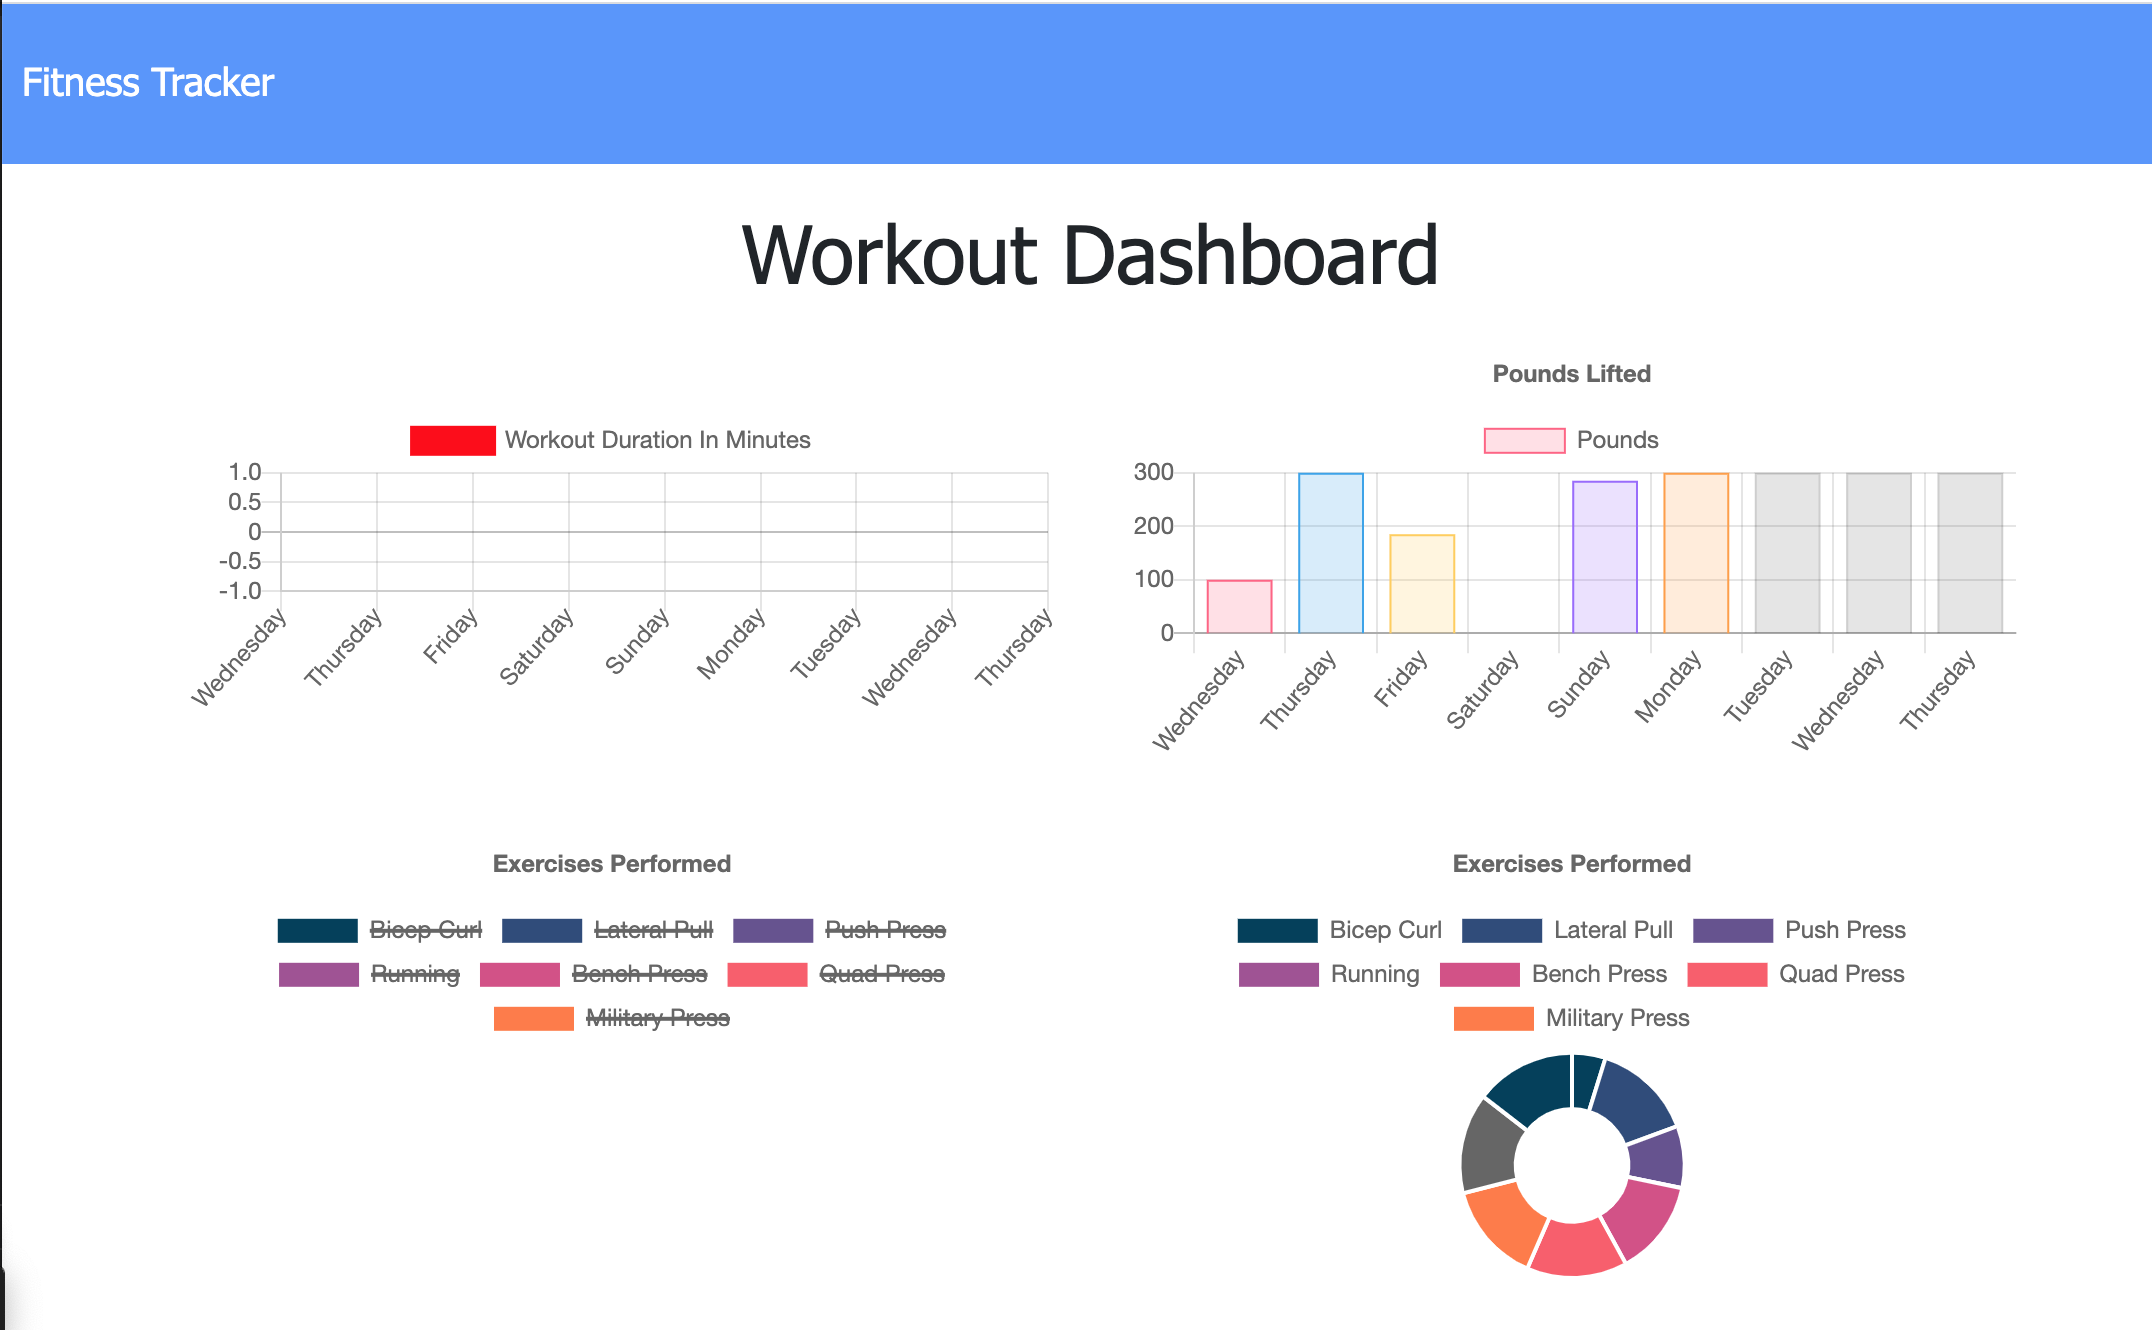 Fitness Tracker
Workout Dashboard
Workout Duration In Minutes
1.0
0.5
0
-0.5
-1.0
Wednesday Thursday Friday Saturday Sunday Monday Tuesday Wednesday Thursday
Pounds Lifted
Pounds
300
200
100
0
Wednesday Thursday Friday Saturday Sunday Monday Tuesday Wednesday Thursday
Exercises Performed
Bicep Curl Lateral Pull Push Press
Running Bench Press Quad Press
Military Press
Exercises Performed
Bicep Curl Lateral Pull Push Press
Running Bench Press Quad Press
Military Press